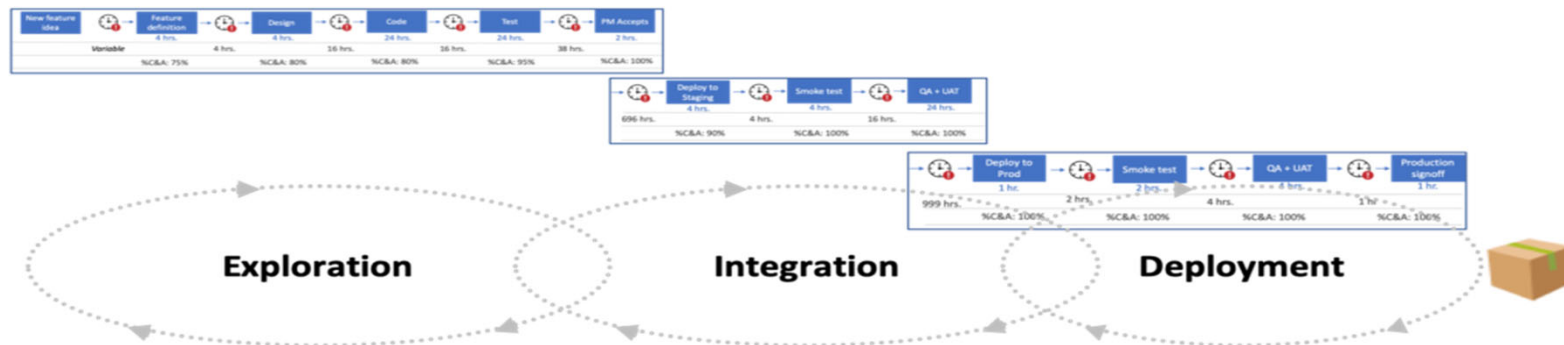 New feature idea
Feature definition
Design
Code
Test
PM Accepts
4 hrs.
4 hrs.
24 hrs.
24 hrs.
2 hrs.
Variable
4 hrs.
16 hrs.
16 hrs.
38 hrs.
%C&A: 75%
%C&A: 80%
%C&A: 80%
%C&A: 95%
%C&A: 100%
Deploy to Staging
Smoke test
QA + UAT
4 hrs.
4 hrs.
24 hrs.
696 hrs.
4 hrs.
16 hrs.
%C&A: 90%
%C&A: 100%
%C&A: 100%
Deploy to Prod
Smoke test
QA + UAT
Production signoff
1 hr.
2 hrs.
1 hr.
999 hrs.
2 hrs.
4 hrs.
1 hr
%C&A: 100%
%C&A: 100%
%C&A: 100%
%C&A: 100%
Exploration
Integration
Deployment